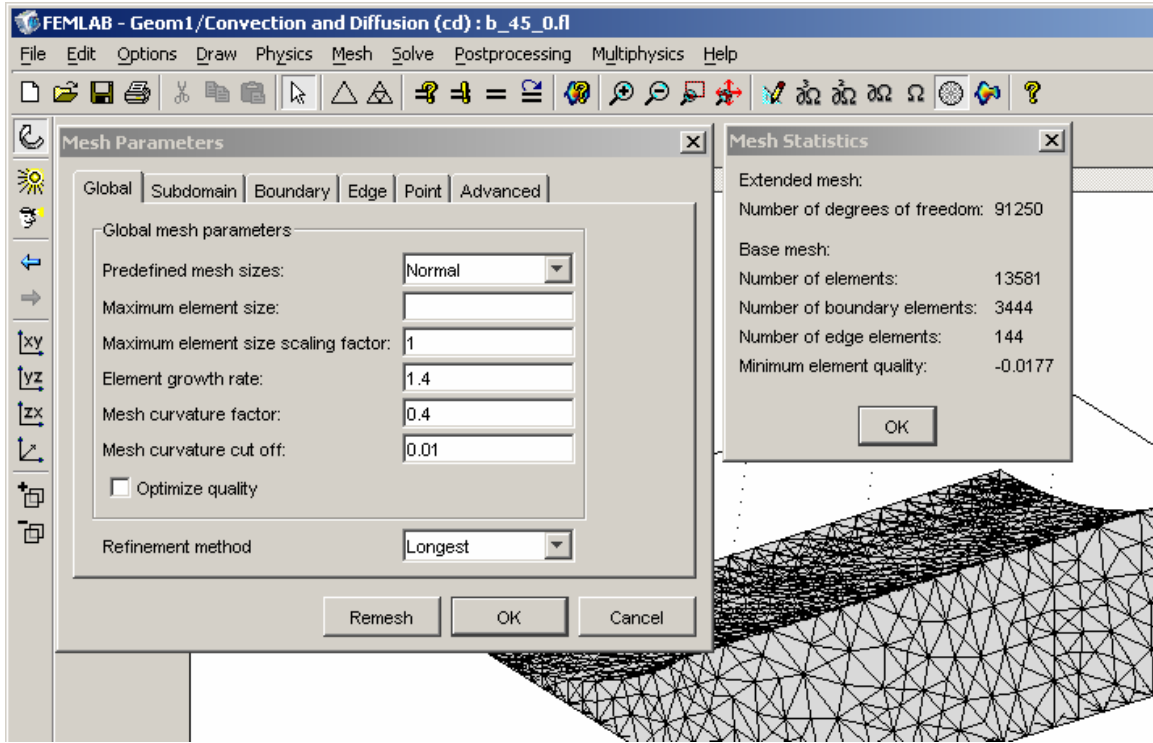 FEMLAB - Geom1/Convection and Diffusion (cd) : b_45_0.fl
File Edit Options Draw Physics Mesh Solve Postprocessing Multiphysics Help
Mesh Parameters
Global Subdomain Boundary Edge Point Advanced
Global mesh parameters
Predefined mesh sizes: Normal
Maximum element size:
Maximum element size scaling factor: 1
Element growth rate: 1.4
Mesh curvature factor: 0.4
Mesh curvature cut off: 0.01
Optimize quality
Refinement method Longest
Remesh OK Cancel
Mesh Statistics
Extended mesh:
Number of degrees of freedom: 91250
Base mesh:
Number of elements: 13581
Number of boundary elements: 3444
Number of edge elements: 144
Minimum element quality: -0.0177
OK
xy
yz
zx